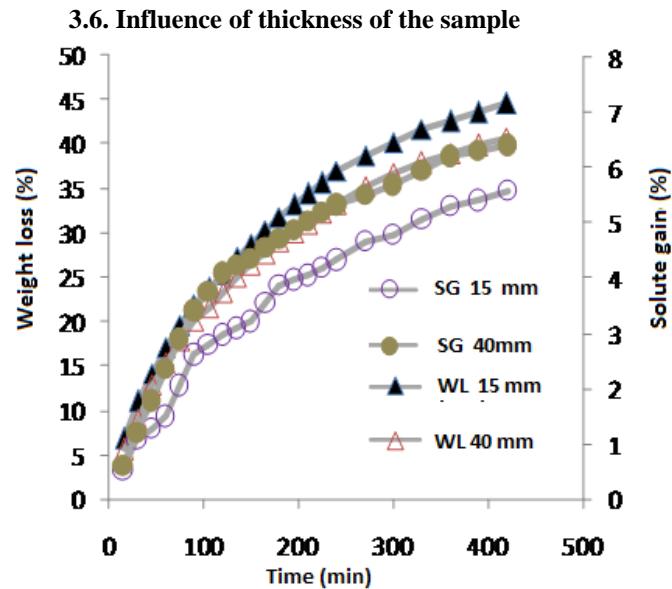 3.6. Influence of thickness of the sample
50
45
40
35
30
25
20
15
10
5
0
Weight loss (%)
8
7
6
5
4
3
2
1
0
Solute gain (%)
SG 15 mm
SG 40mm
WL 15 mm
WL 40 mm
0 100 200 300 400 500
Time (min)